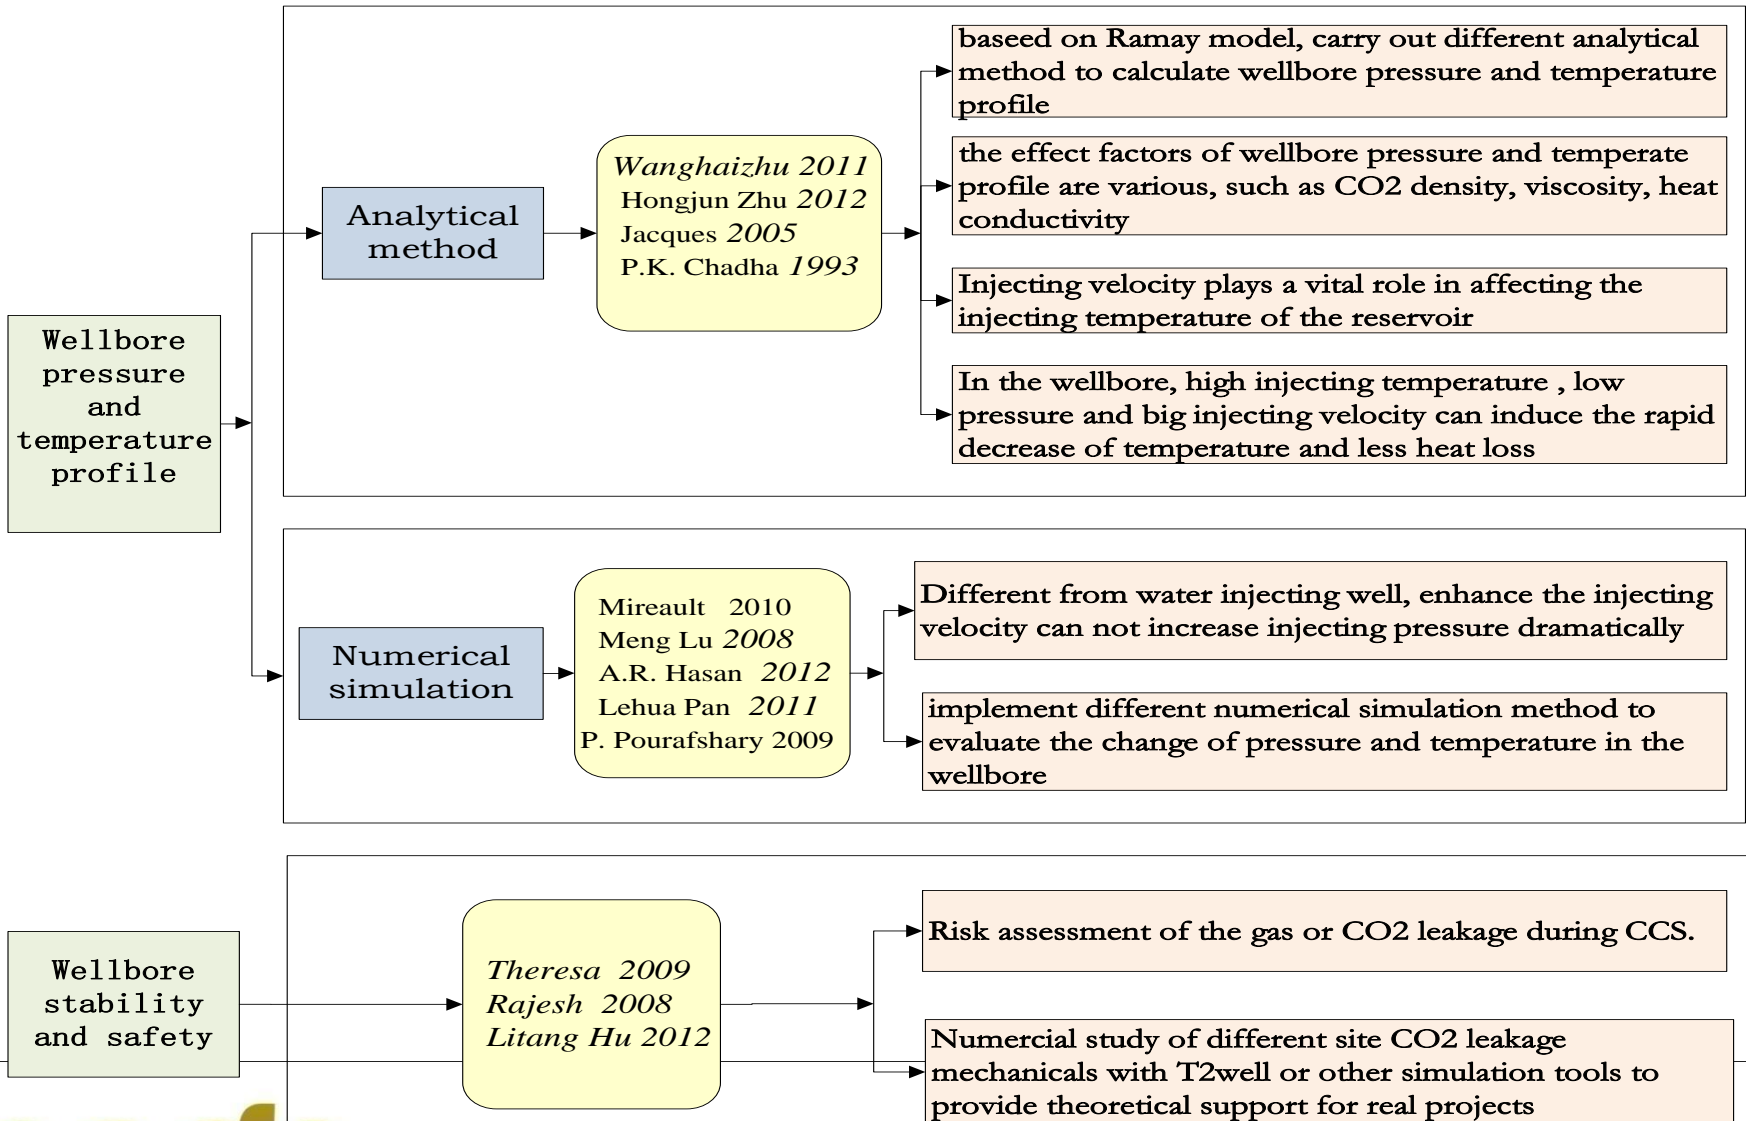 Wellbore
pressure
and
temperature
profile
Analytical
method
Wanghaizhu 2011
Hongjun Zhu 2012
Jacques 2005
P.K. Chadha 1993
baseed on Ramay model, carry out different analytical
method to calculate wellbore pressure and temperature
profile
the effect factors of wellbore pressure and temperate
profile are various, such as CO2 density, viscosity, heat
conductivity
Injecting velocity plays a vital role in affecting the
injecting temperature of the reservoir
In the wellbore, high injecting temperature , low
pressure and big injecting velocity can induce the rapid
decrease of temperature and less heat loss
Numerical
simulation
Mireault 2010
Meng Lu 2008
A.R. Hasan 2012
Lehua Pan 2011
P. Pourafshary 2009
Different from water injecting well, enhance the injecting
velocity can not increase injecting pressure dramatically
implement different numerical simulation method to
evaluate the change of pressure and temperature in the
wellbore
Wellbore
stability
and safety
Theresa 2009
Rajesh 2008
Litang Hu 2012
Risk assessment of the gas or CO2 leakage during CCS.
Numercial study of different site CO2 leakage
mechanicals with T2well or other simulation tools to
provide theoretical support for real projects